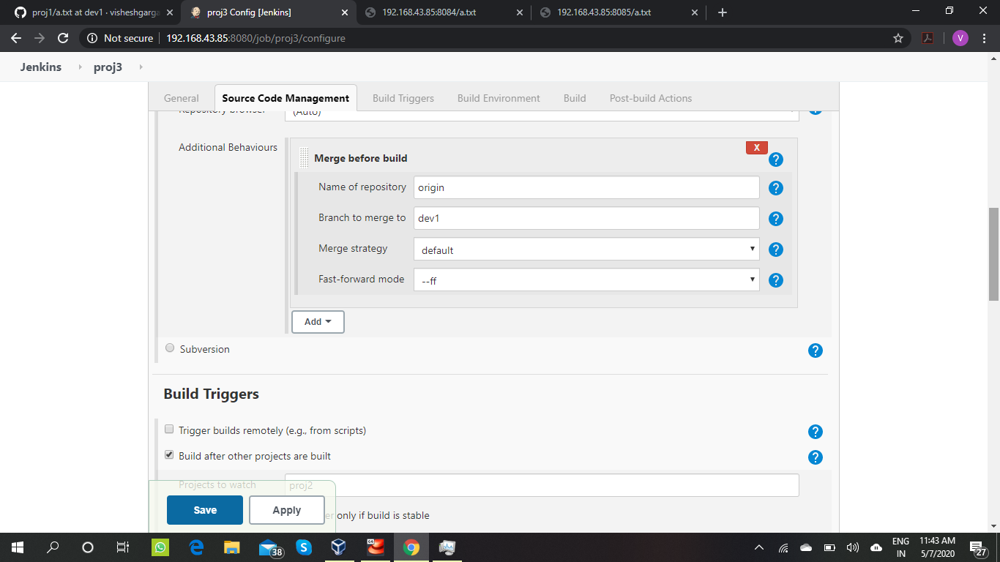 proj1/a.txt at dev1 · visheshgarga
proj3 Config [Jenkins]
192.168.43.85:8084/a.txt
192.168.43.85:8085/a.txt
Not secure
192.168.43.85:8080/job/proj3/configure
V
Jenkins
proj3
General
Source Code Management
Build Triggers
Build Environment
Build
Post-build Actions
Repository browser
(Auto)
Additional Behaviours
X
Merge before build
?
Name of repository
origin
?
Branch to merge to
dev1
?
Merge strategy
default
?
Fast-forward mode
--ff
?
Add
Subversion
?
Build Triggers
Trigger builds remotely (e.g., from scripts)
?
Build after other projects are built
?
Projects to watch
proj2
Save
Apply
er only if build is stable
38
64
ENG
IN
11:43 AM
5/7/2020
27